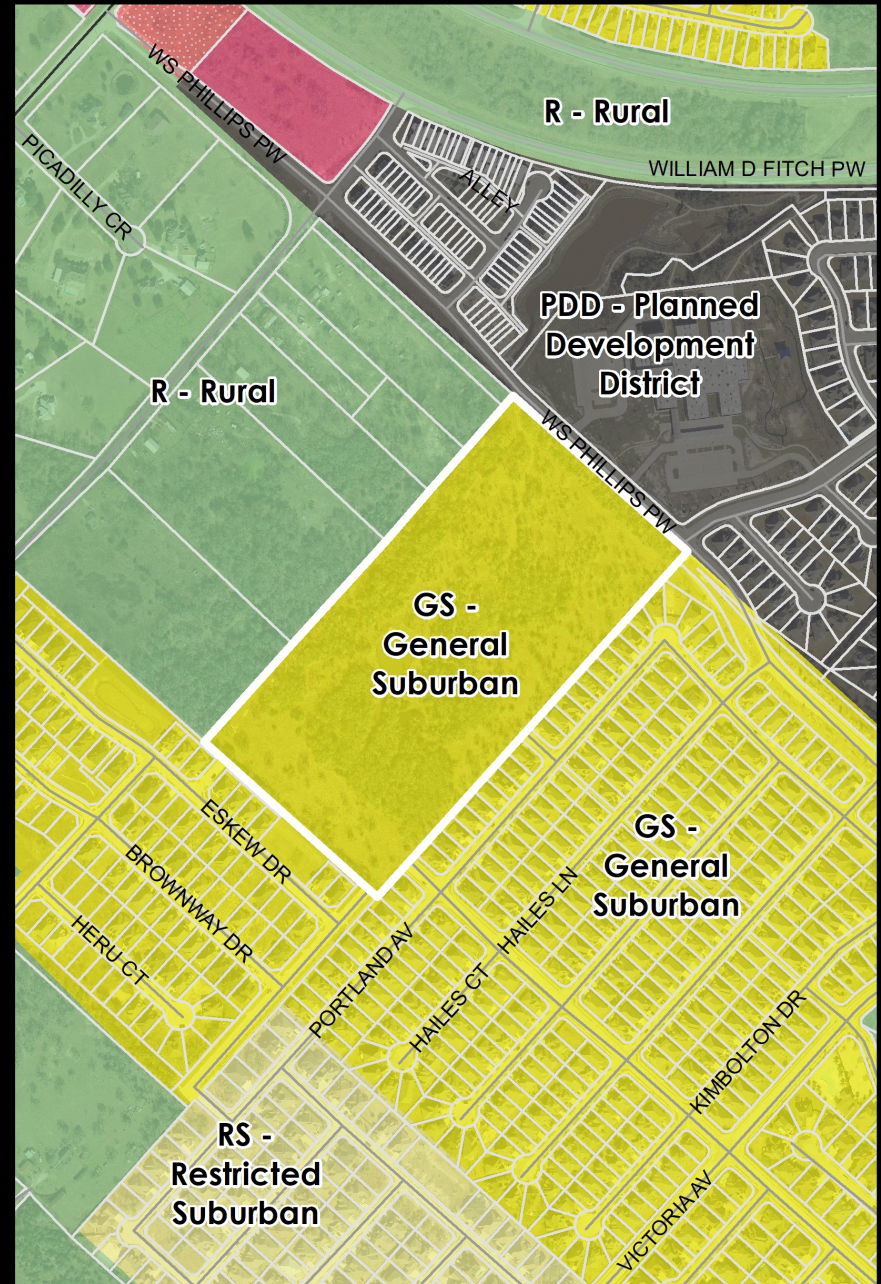 WS PHILLIPS PW
R - Rural
WILLIAM D FITCH PW
PICADILLY CR
ALLEY
PDD - Planned
Development
District
R - Rural
WS PHILLIPS PW
GS -
General
Suburban
ESKEW DR
GS -
General
Suburban
BROWNWAY DR
HAILES LN
HERU CT
PORTLAND AV
HAILES CT
KIMBOLTON DR
RS -
Restricted
Suburban
VICTORIA AV